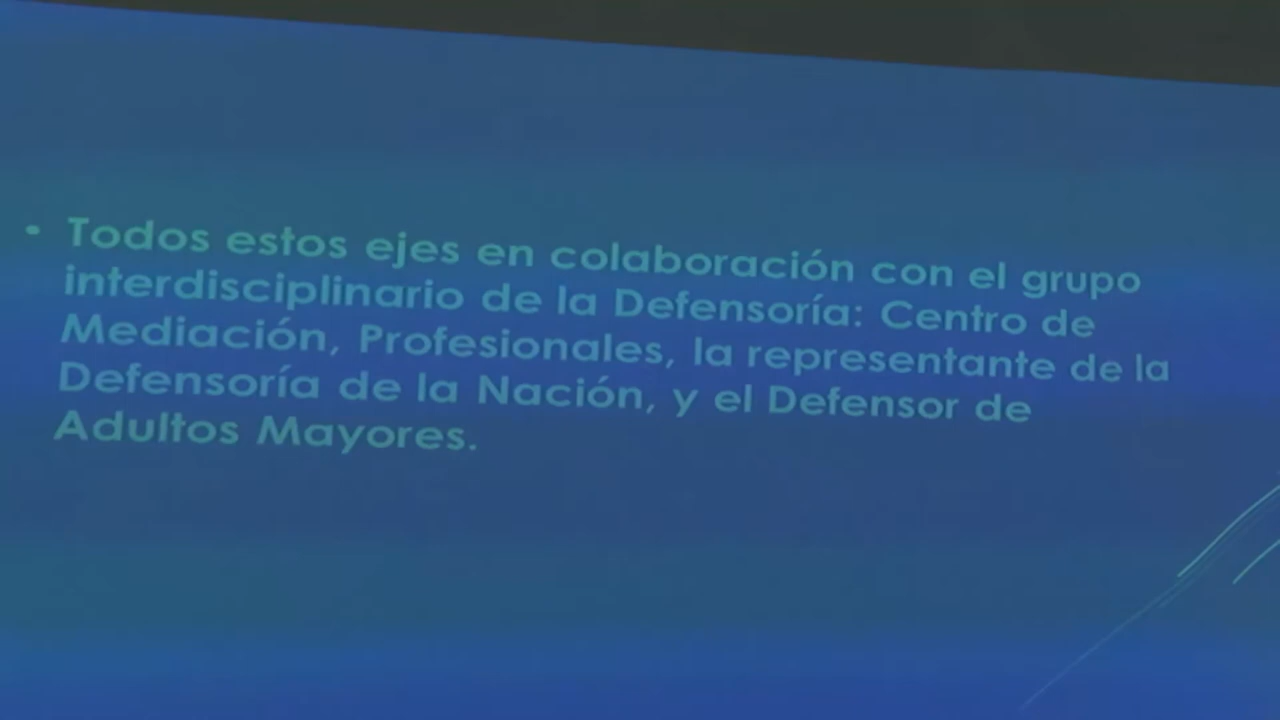 • Todos estos ejes en colaboración con el grupo
interdisciplinario de la Defensoría: Centro de
Mediación, Profesionales, la representante de la
Defensoría de la Nación, y el Defensor de
Adultos Mayores.